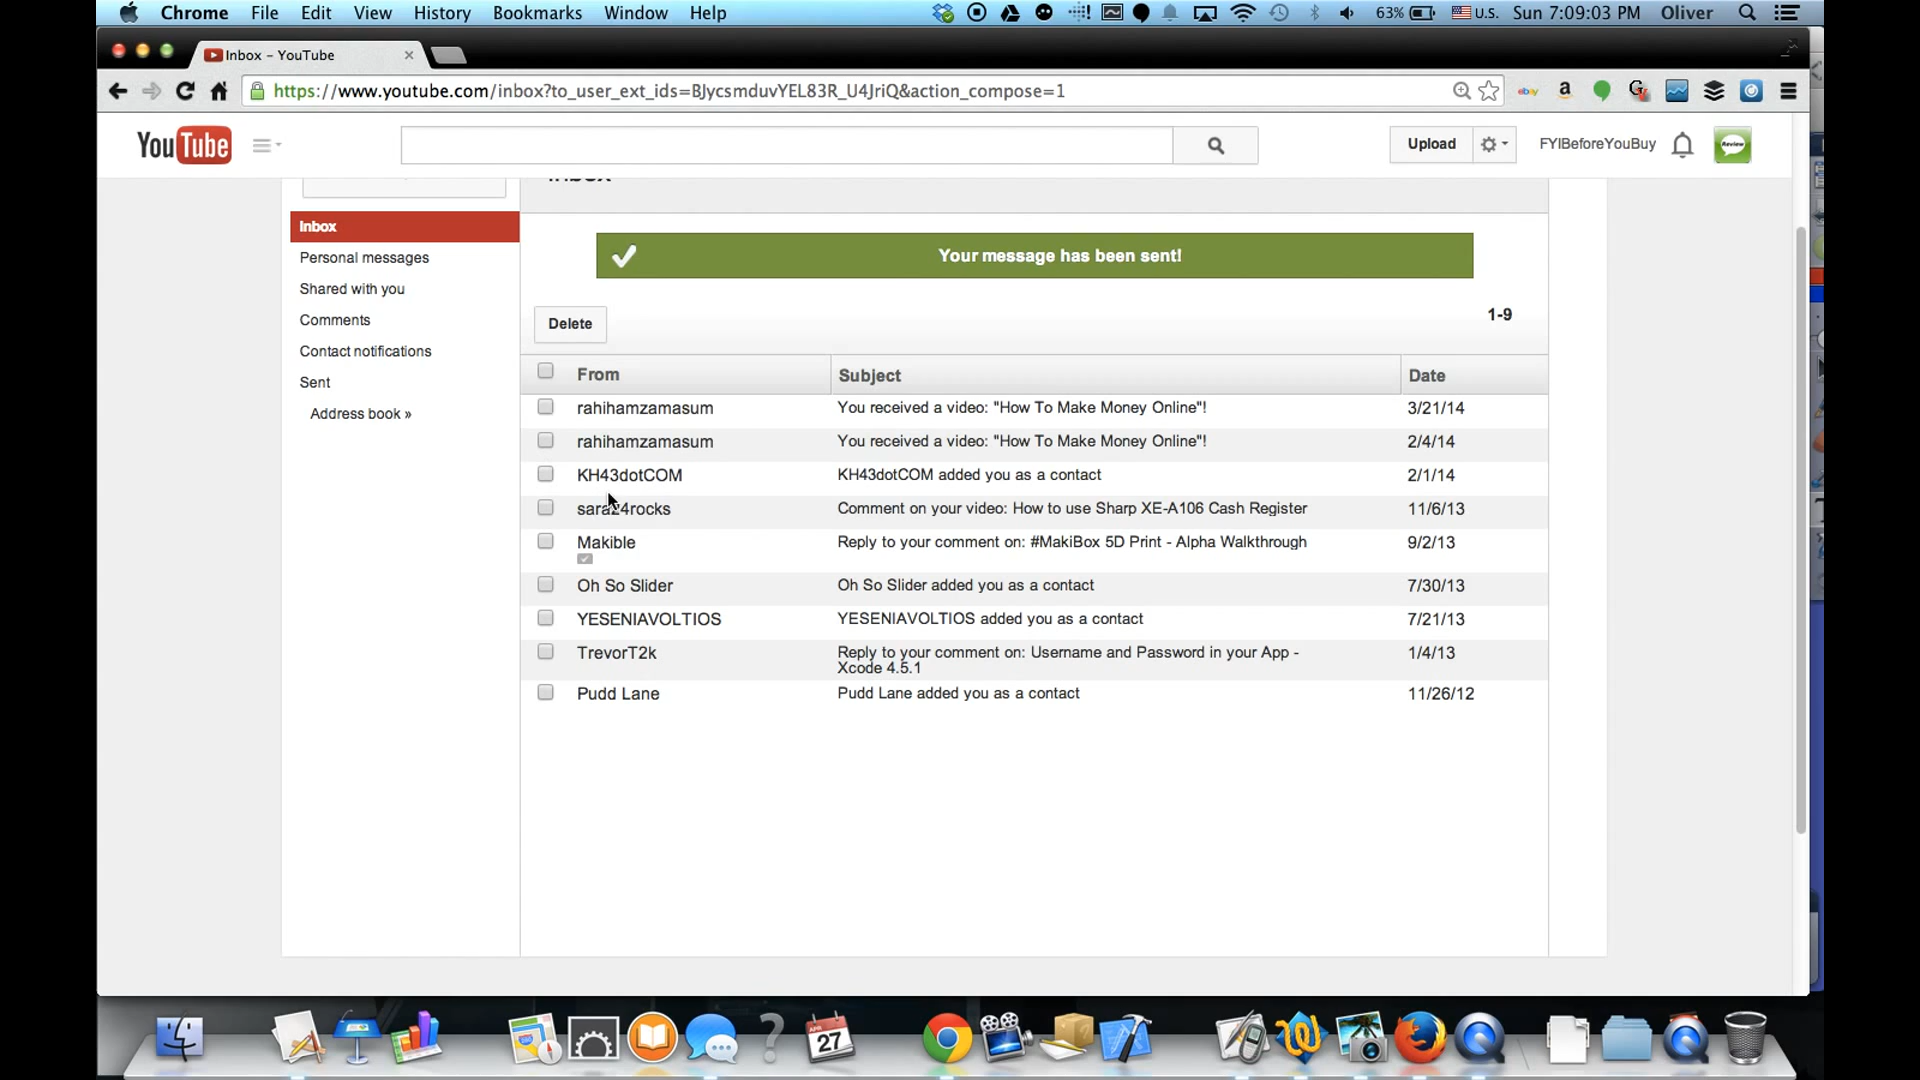 Chrome File Edit View History Bookmarks Window Help 63% U.S. Sun 7:09:03 PM Oliver
Inbox - YouTube
https://www.youtube.com/inbox?to_user_ext_ids=BJycsmduvYEL83R_U4JriQ&action_compose=1 ebay a
YouTube Upload FYIBeforeYouBuy Review
Inbox
Inbox
Personal messages
Shared with you
Comments
Contact notifications
Sent
Address book »
Your message has been sent!
Delete 1-9
From Subject Date
rahihamzamasum You received a video: "How To Make Money Online"! 3/21/14
rahihamzamasum You received a video: "How To Make Money Online"! 2/4/14
KH43dotCOM KH43dotCOM added you as a contact 2/1/14
saraz4rocks Comment on your video: How to use Sharp XE-A106 Cash Register 11/6/13
Makible Reply to your comment on: #MakiBox 5D Print - Alpha Walkthrough 9/2/13
Oh So Slider Oh So Slider added you as a contact 7/30/13
YESENIAVOLTIOS YESENIAVOLTIOS added you as a contact 7/21/13
TrevorT2k Reply to your comment on: Username and Password in your App - 1/4/13
Xcode 4.5.1
Pudd Lane Pudd Lane added you as a contact 11/26/12
APR
27